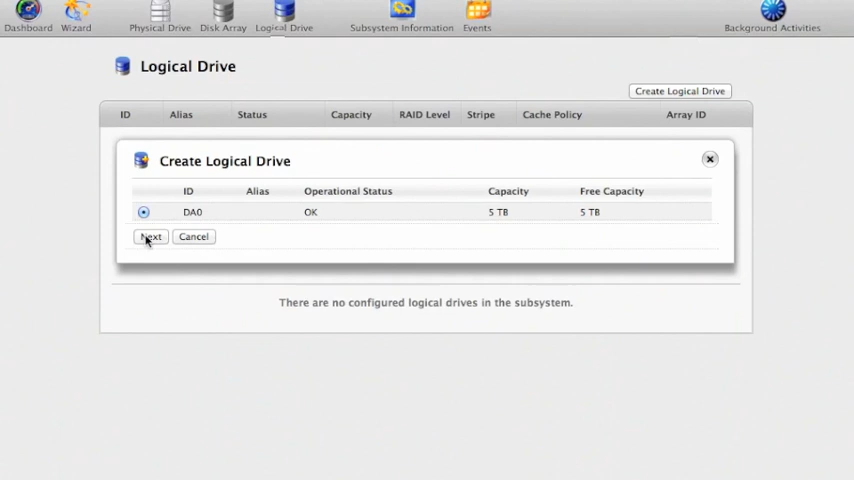 Dashboard Wizard Physical Drive Disk Array Logical Drive Subsystem Information Events Background Activities
Logical Drive
Create Logical Drive
ID Alias Status Capacity RAID Level Stripe Cache Policy Array ID
Create Logical Drive
ID Alias Operational Status Capacity Free Capacity
DA0 OK 5 TB 5 TB
Next Cancel
There are no configured logical drives in the subsystem.